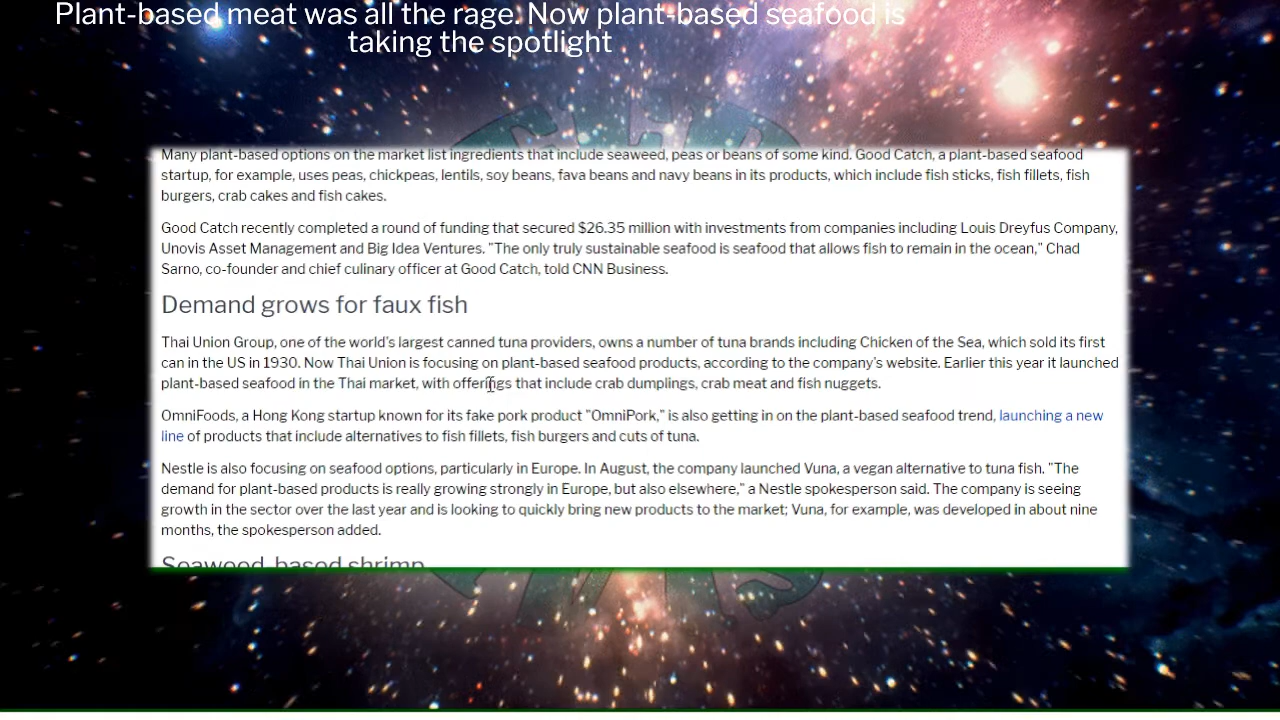 Plant-based meat was all the rage. Now plant-based seafood is
taking the spotlight
Many plant-based options on the market list ingredients that include seaweed, peas or beans of some kind. Good Catch, a plant-based seafood
startup, for example, uses peas, chickpeas, lentils, soy beans, fava beans and navy beans in its products, which include fish sticks, fish fillets, fish
burgers, crab cakes and fish cakes.
Good Catch recently completed a round of funding that secured $26.35 million with investments from companies including Louis Dreyfus Company,
Unovis Asset Management and Big Idea Ventures. "The only truly sustainable seafood is seafood that allows fish to remain in the ocean," Chad
Sarno, co-founder and chief culinary officer at Good Catch, told CNN Business.
Demand grows for faux fish
Thai Union Group, one of the world's largest canned tuna providers, owns a number of tuna brands including Chicken of the Sea, which sold its first
can in the US in 1930. Now Thai Union is focusing on plant-based seafood products, according to the company's website. Earlier this year it launched
plant-based seafood in the Thai market, with offerings that include crab dumplings, crab meat and fish nuggets.
OmniFoods, a Hong Kong startup known for its fake pork product "OmniPork," is also getting in on the plant-based seafood trend, launching a new
line of products that include alternatives to fish fillets, fish burgers and cuts of tuna.
Nestle is also focusing on seafood options, particularly in Europe. In August, the company launched Vuna, a vegan alternative to tuna fish. "The
demand for plant-based products is really growing strongly in Europe, but also elsewhere," a Nestle spokesperson said. The company is seeing
growth in the sector over the last year and is looking to quickly bring new products to the market; Vuna, for example, was developed in about nine
months, the spokesperson added.
Seaweed-based shrimp